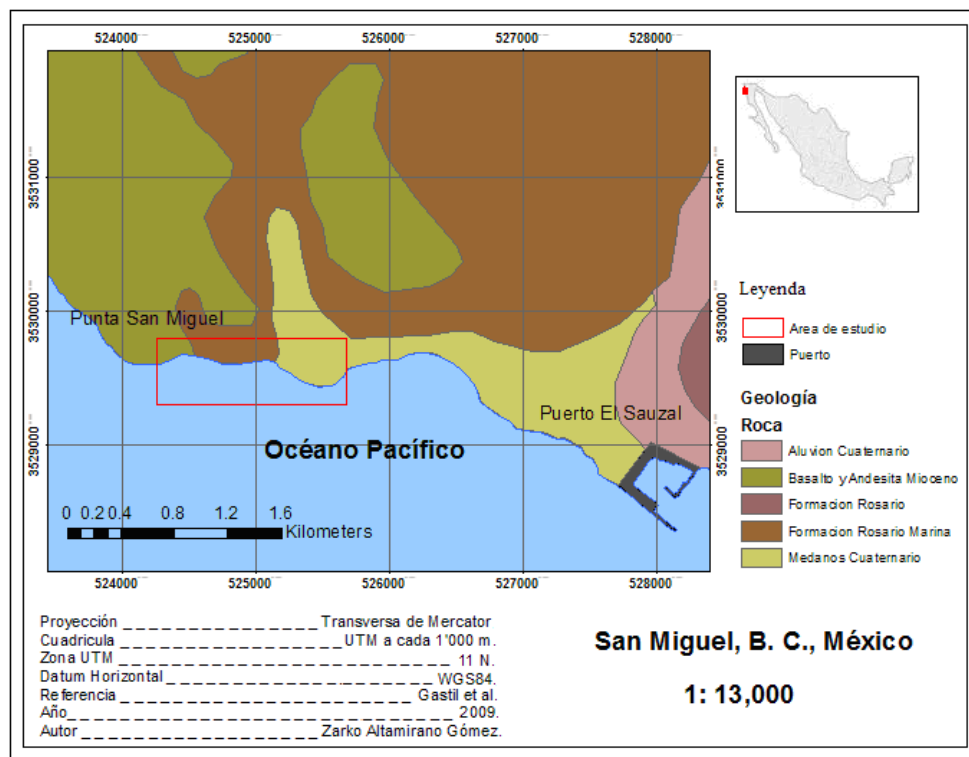 524000 525000 526000 527000 528000
3531000
3530000
3529000
3431000
3530000
3529000
Punta San Miguel
Puerto El Sauzal
Océano Pacífico
0 0.2 0.4 0.8 1.2 1.6
Kilometers
524000 525000 526000 527000 528000
Leyenda
Area de estudio
Puerto
Geología
Roca
Aluvion Cuaternario
Basalto y Andesita Mioceno
Formacion Rosario
Formacion Rosario Marina
Medanos Cuaternario
Proyección _ _ _ _ _ _ _ _ _ _ _ _ _ _ _ _ Transversa de Mercator
Cuadricula _ _ _ _ _ _ _ _ _ _ _ _ _ _ _ _ _ _ UTM a cada 1'000 m.
Zona UTM _ _ _ _ _ _ _ _ _ _ _ _ _ _ _ _ _ _ _ _ _ _ _ _ _ 11 N.
Datum Horizontal _ _ _ _ _ _ _ _ _ _ _ _ _ _ _ _ _ _ _ _ WGS84.
Referencia _ _ _ _ _ _ _ _ _ _ _ _ _ _ _ _ _ _ _ _ _ _ Gastil et al.
Año_ _ _ _ _ _ _ _ _ _ _ _ _ _ _ _ _ _ _ _ _ _ _ _ _ _ _ _ 2009.
Autor _ _ _ _ _ _ _ _ _ _ _ _ _ _ _ _ _ _ Zarko Altamirano Gómez.
San Miguel, B. C., México
1: 13,000